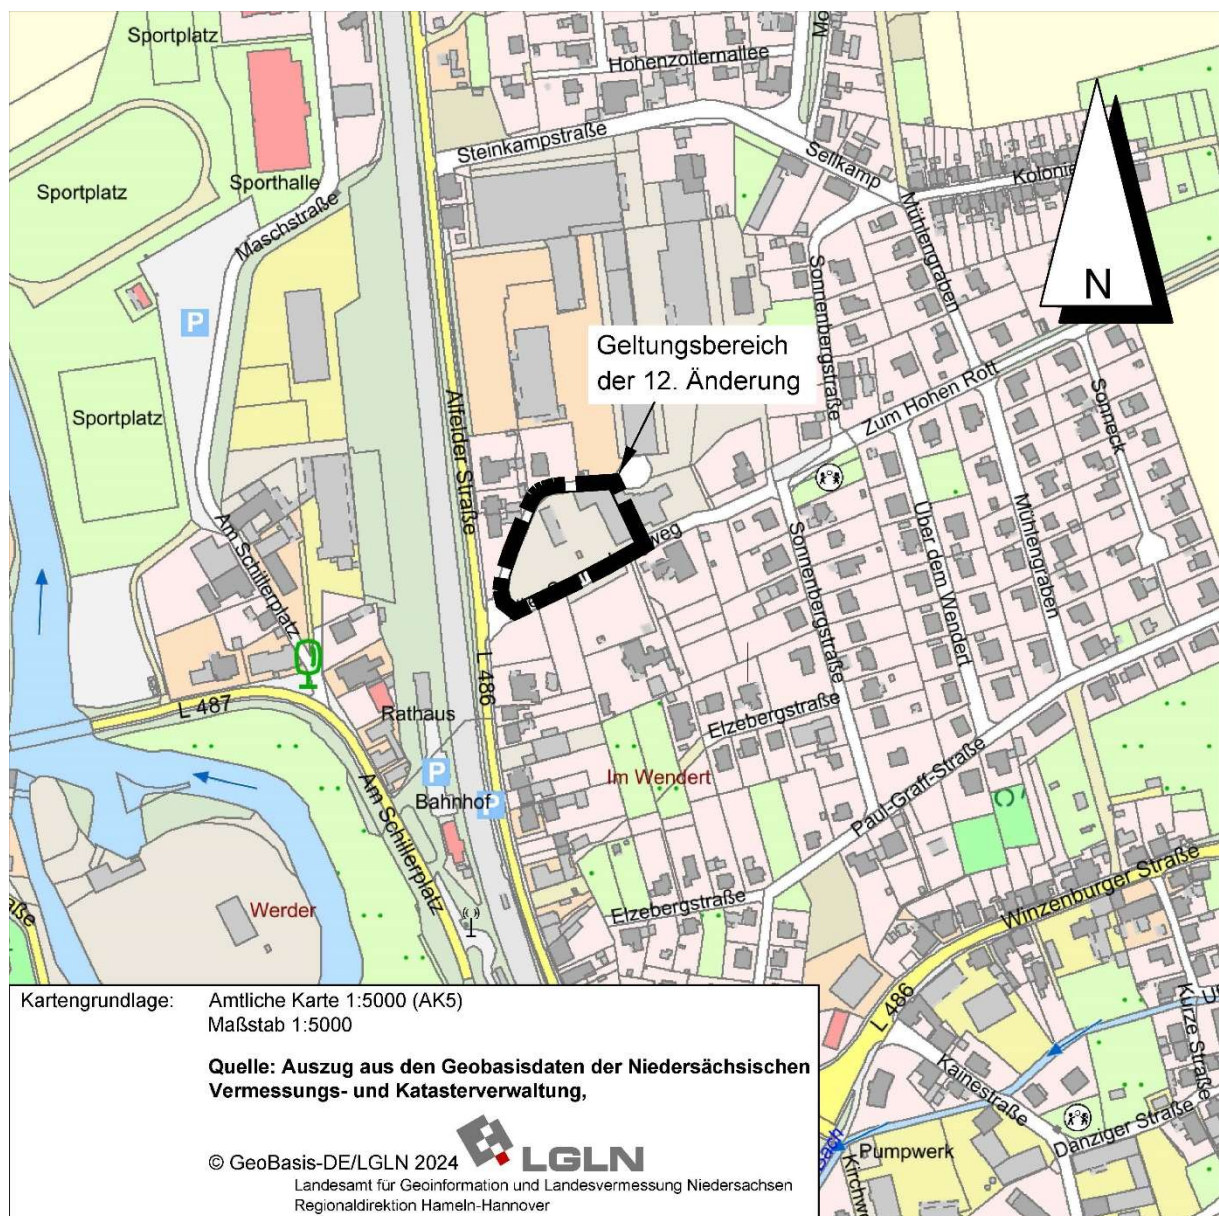 Sportplatz
Hohenzollernallee
Steinkampstraße
Sellkamp
Sportplatz
Sporthalle
Maschstraße
Mühlengraben
N
P
Sonnenbergstraße
Geltungsbereich
der 12. Änderung
Zum Hohen Rott
Sonneck
Sportplatz
Alfelder Straße
Am Schillerplatz
weg
Sonnenbergstraße
Über dem Wendert
Mühlengraben
L 486
L 487
Rathaus
Elzebergstraße
P
Im Wendert
Bahnhof
P
Am Schillerplatz
Paul-Graff-Straße
Werder
Elzebergstraße
Winzenburger Straße
L 486
Kurze Straße
Kainestraße
Danziger Straße
Pumpwerk
Kartengrundlage: Amtliche Karte 1:5000 (AK5)
Maßstab 1:5000
Quelle: Auszug aus den Geobasisdaten der Niedersächsischen
Vermessungs- und Katasterverwaltung,
© GeoBasis-DE/LGLN 2024
LGLN
Landesamt für Geoinformation und Landesvermessung Niedersachsen
Regionaldirektion Hameln-Hannover